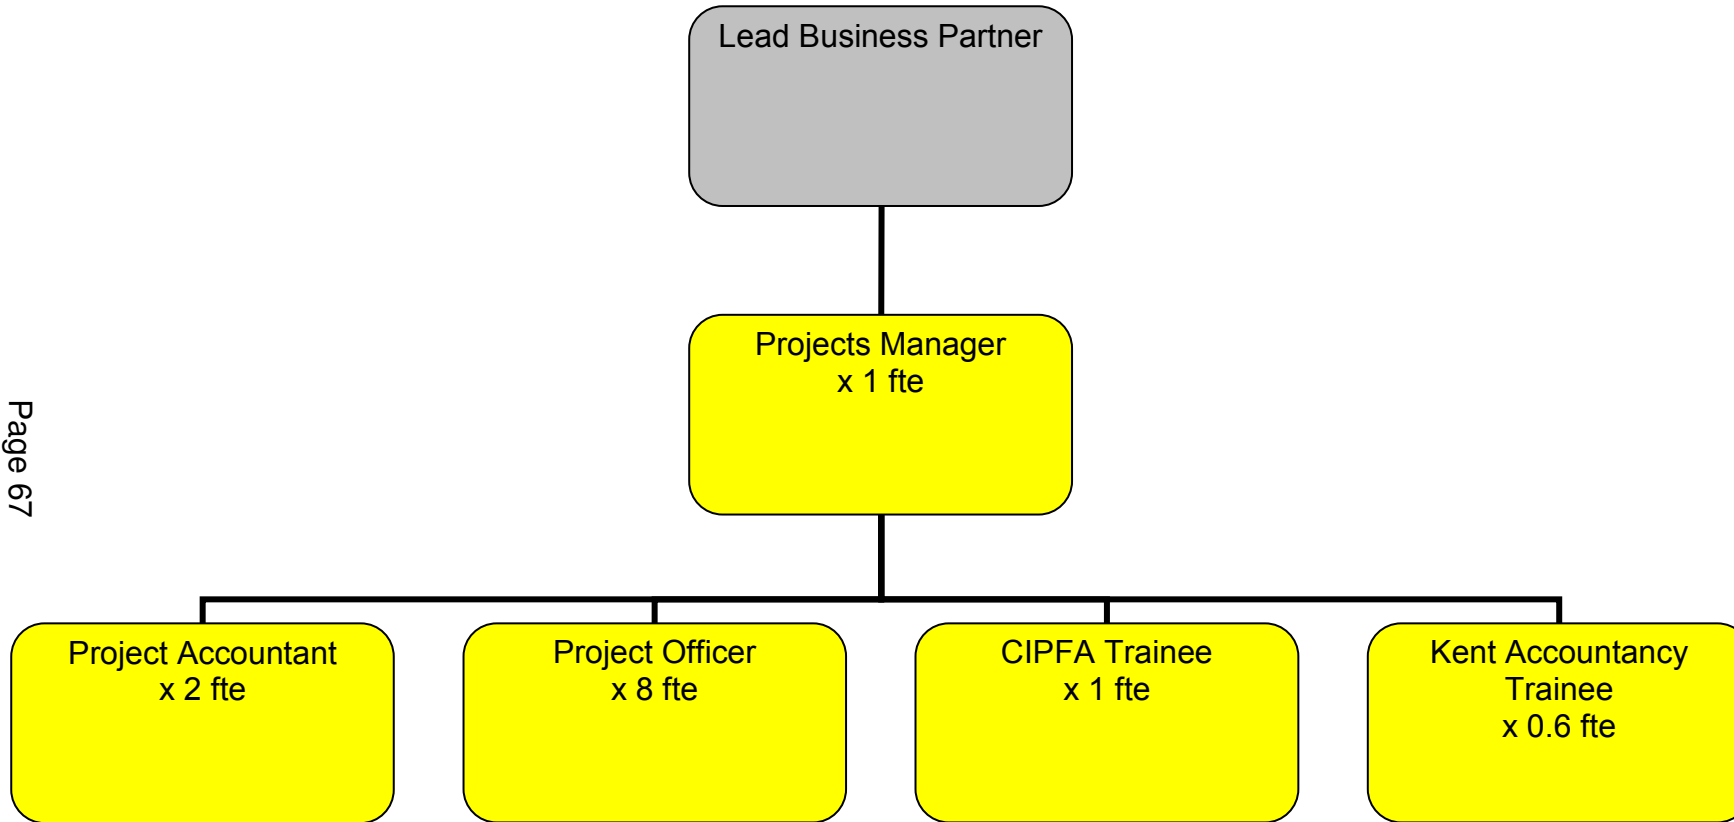 Lead Business Partner
Projects Manager
x 1 fte
Page 67
Project Accountant
x 2 fte
Project Officer
x 8 fte
CIPFA Trainee
x 1 fte
Kent Accountancy
Trainee
x 0.6 fte